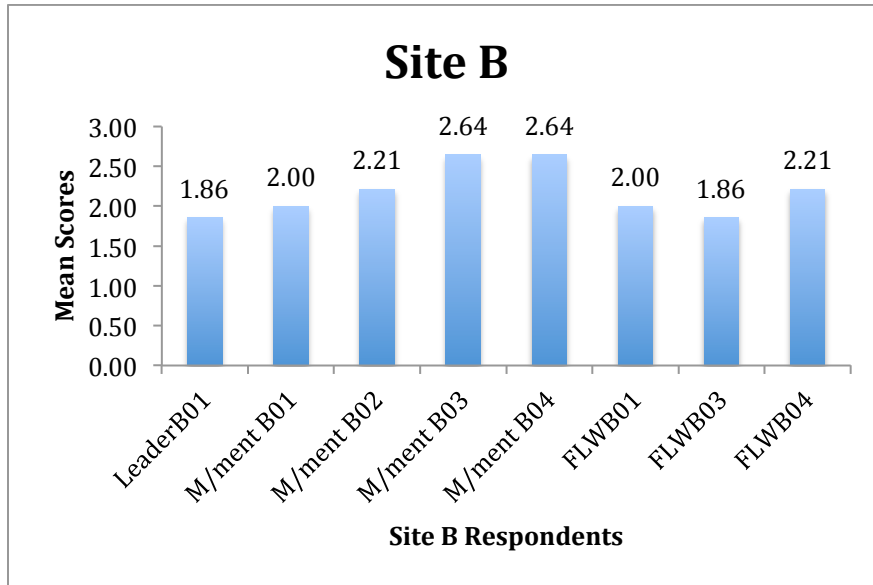 Site B
Mean Scores
3.00
2.50
2.00
1.50
1.00
0.50
0.00
1.86
2.00
2.21
2.64
2.64
2.00
1.86
2.21
LeaderB01
M/ment B01
M/ment B02
M/ment B03
M/ment B04
FLWB01
FLWB03
FLWB04
Site B Respondents